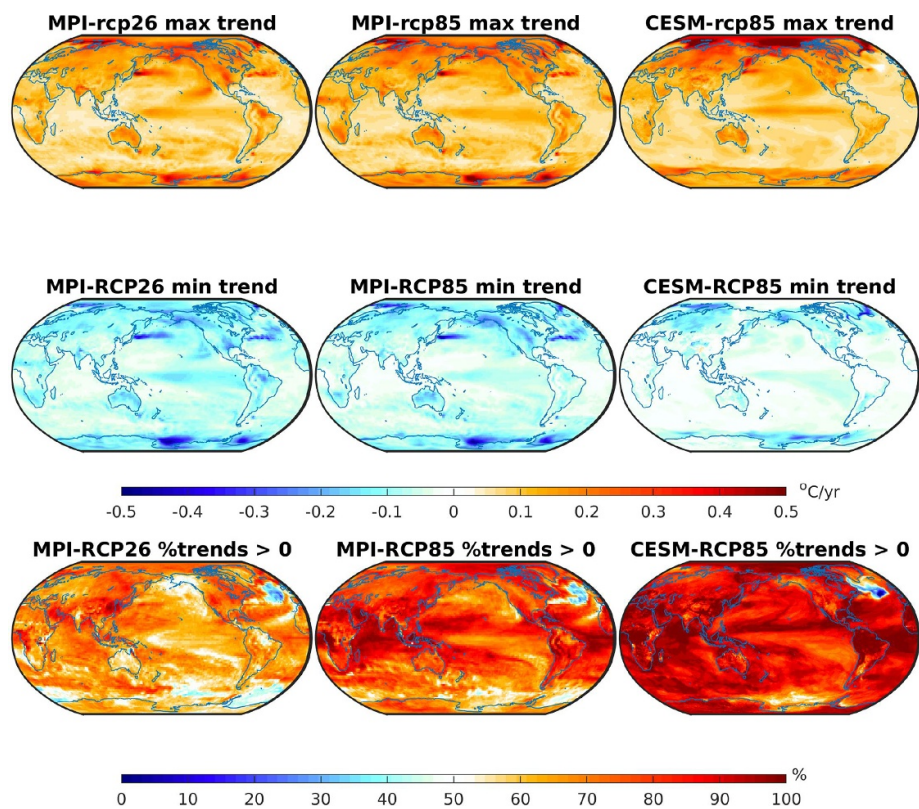 MPI-rcp26 max trend MPI-rcp85 max trend CESM-rcp85 max trend
MPI-RCP26 min trend MPI-RCP85 min trend CESM-RCP85 min trend
-0.5 -0.4 -0.3 -0.2 -0.1 0 0.1 0.2 0.3 0.4 0.5 °C/yr
MPI-RCP26 %trends > 0 MPI-RCP85 %trends > 0 CESM-RCP85 %trends > 0
0 10 20 30 40 50 60 70 80 90 100 %